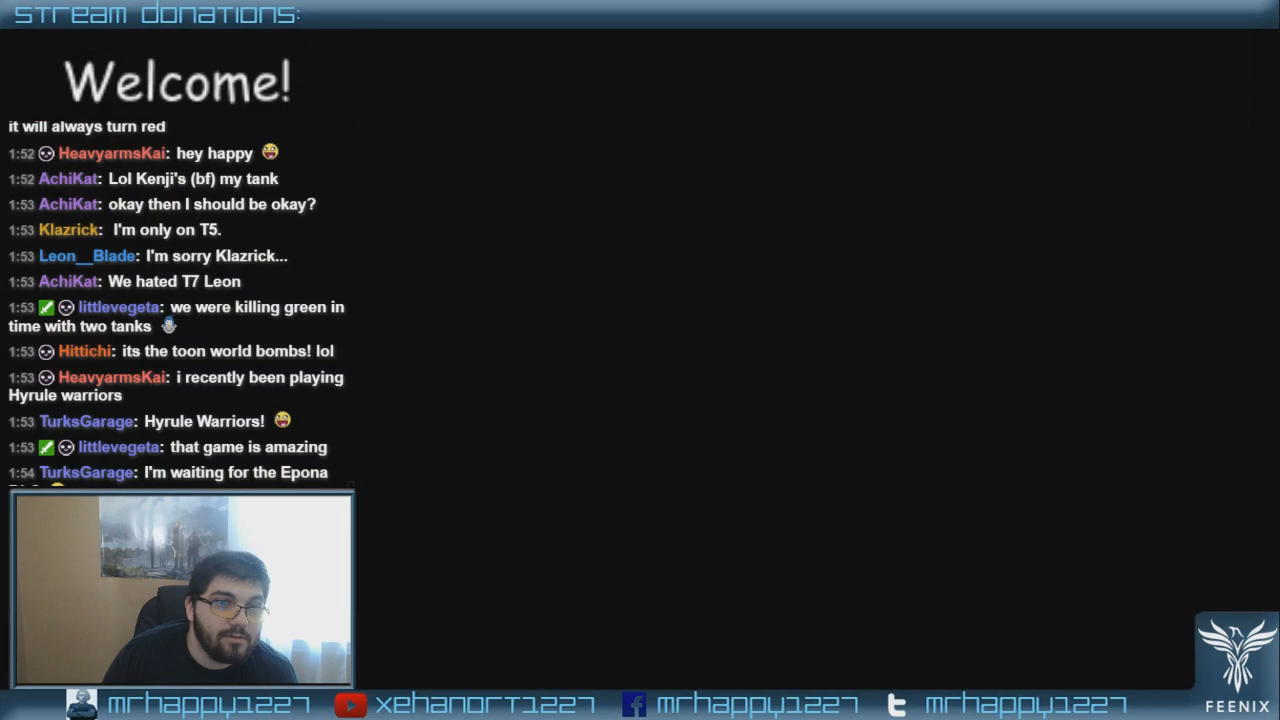 STREAM DONATIONS:
Welcome!
it will always turn red
1:52 HeavyarmsKai: hey happy
1:52 AchiKat: Lol Kenji's (bf) my tank
1:53 AchiKat: okay then I should be okay?
1:53 Klazrick: I'm only on T5.
1:53 Leon__Blade: I'm sorry Klazrick...
1:53 AchiKat: We hated T7 Leon
1:53 littlevegeta: we were killing green in
time with two tanks
1:53 Hittichi: its the toon world bombs! lol
1:53 HeavyarmsKai: i recently been playing
Hyrule warriors
1:53 TurksGarage: Hyrule Warriors!
1:53 littlevegeta: that game is amazing
1:54 TurksGarage: I'm waiting for the Epona
mrhappy1227 xehanort1227 mrhappy1227 mrhappy1227
FEENIX